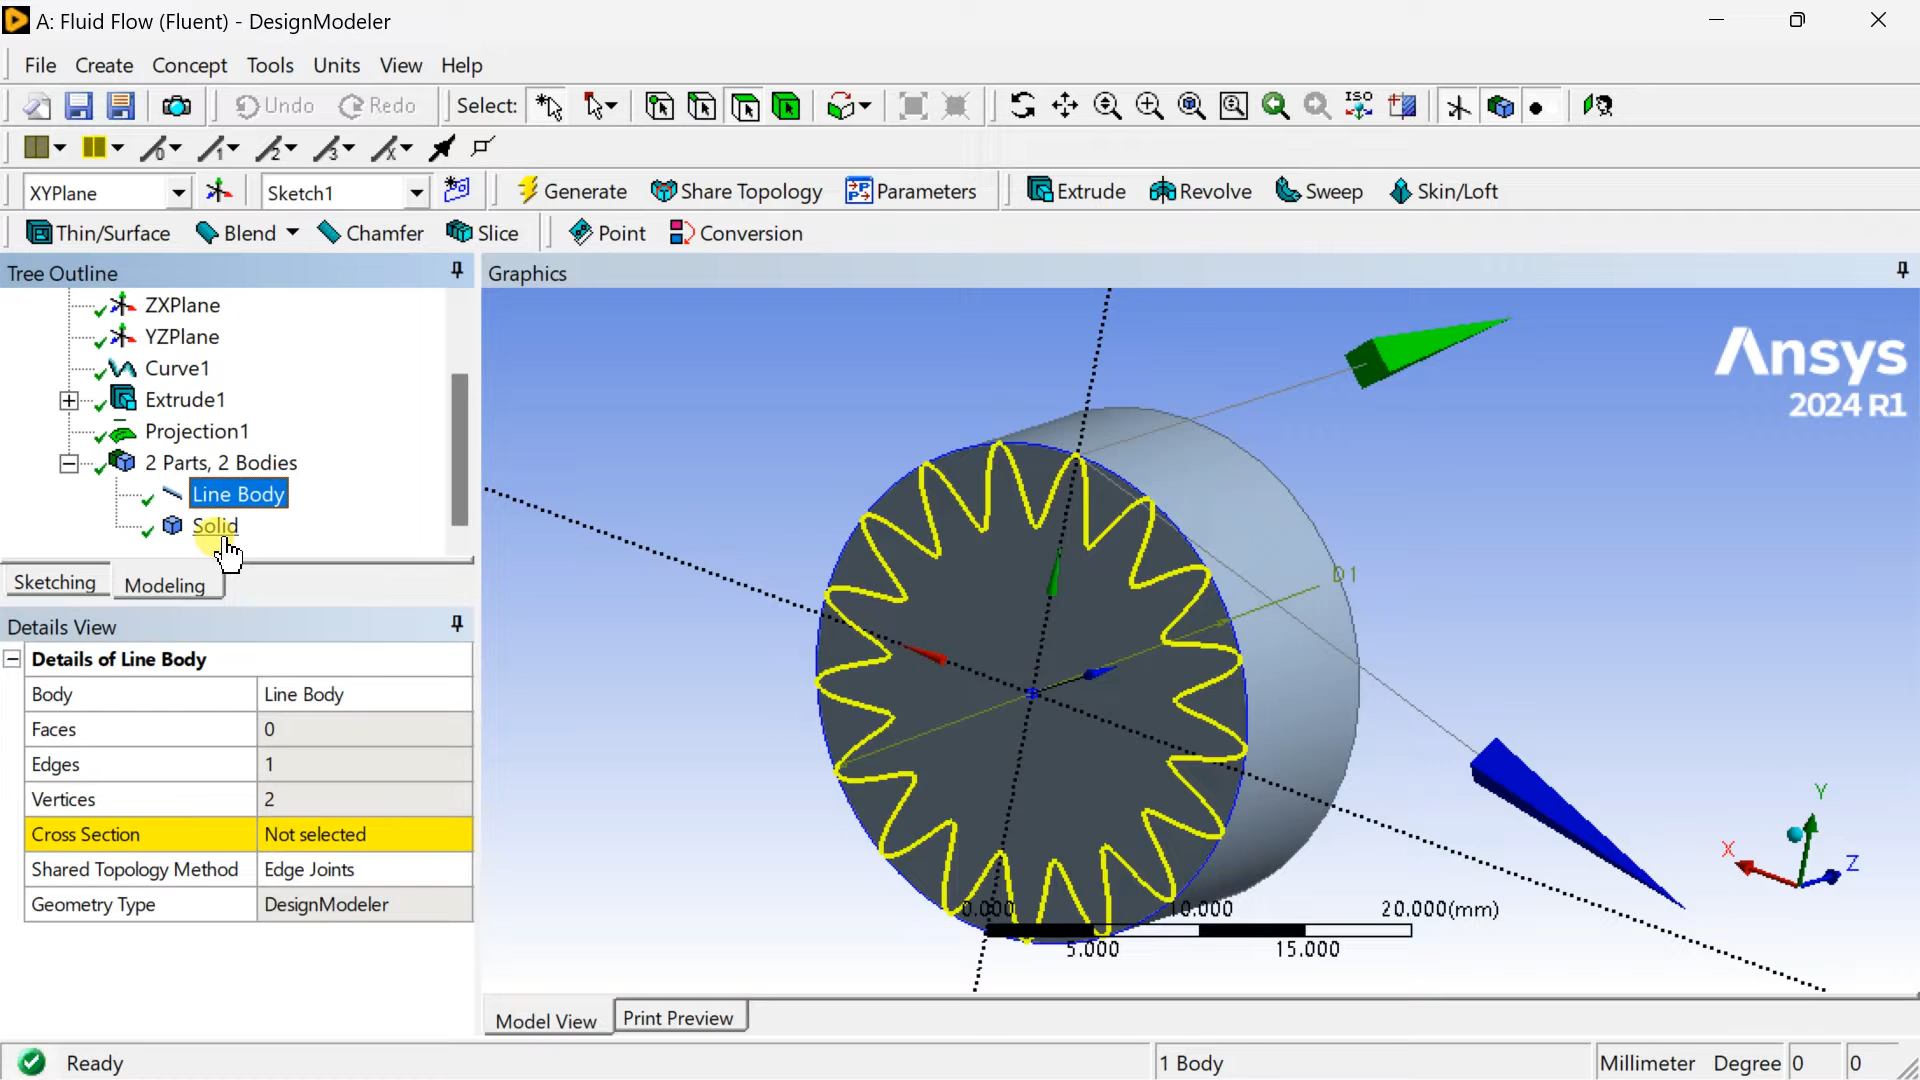 A: Fluid Flow (Fluent) - DesignModeler
File Create Concept Tools Units View Help
Undo Redo Select: ISO
XYPlane Sketch1 Generate Share Topology Parameters Extrude Revolve Sweep Skin/Loft
Thin/Surface Blend Chamfer Slice Point Conversion
Tree Outline
ZXPlane
YZPlane
Curve1
Extrude1
Projection1
2 Parts, 2 Bodies
Line Body
Solid
Sketching Modeling
Details View
Details of Line Body
Body Line Body
Faces 0
Edges 1
Vertices 2
Cross Section Not selected
Shared Topology Method Edge Joints
Geometry Type DesignModeler
Graphics
Ansys
2024 R1
D1
Y
X
Z
0.000 10.000 20.000(mm)
5.000 15.000
Model View Print Preview
Ready 1 Body Millimeter Degree 0 0